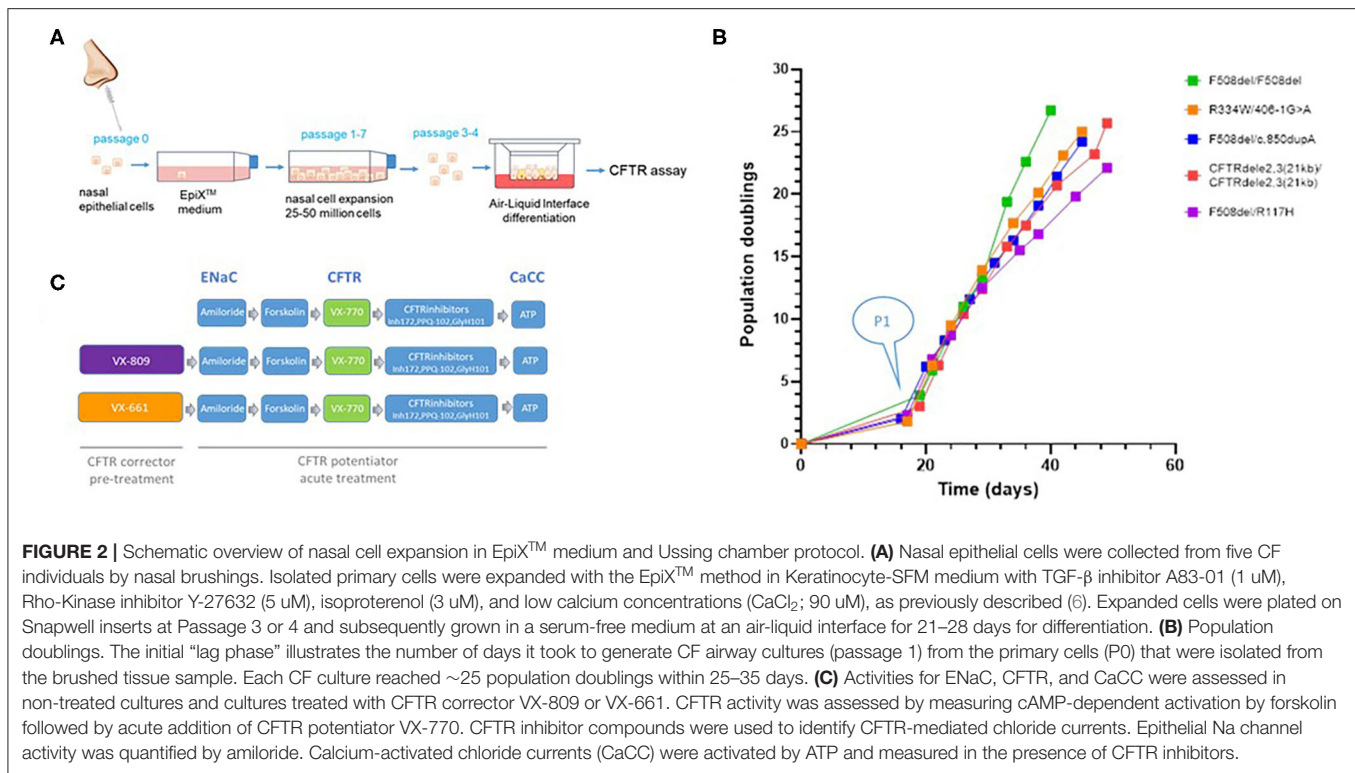 A
passage 0
passage 1-7
passage 3-4
nasal
epithelial cells
EpiX™
medium
nasal cell expansion
25-50 million cells
Air-Liquid Interface
differentiation
CFTR assay
B
Population doublings
30
25
20
15
10
5
0
0
20
40
60
Time (days)
P1
F508del/F508del
R334W/406-1G>A
F508del/c.850dupA
CFTRdele2,3(21kb)/
CFTRdele2,3(21kb)
F508del/R117H
C
ENaC
CFTR
CaCC
Amiloride
Forskolin
VX-770
CFTRinhibitors
Inh172,PPQ-102,GlyH101
ATP
VX-809
Amiloride
Forskolin
VX-770
CFTRinhibitors
Inh172,PPQ-102,GlyH101
ATP
VX-661
Amiloride
Forskolin
VX-770
CFTRinhibitors
Inh172,PPQ-102,GlyH101
ATP
CFTR corrector
pre-treatment
CFTR potentiator
acute treatment
FIGURE 2 | Schematic overview of nasal cell expansion in EpiX™ medium and Ussing chamber protocol. (A) Nasal epithelial cells were collected from five CF
individuals by nasal brushings. Isolated primary cells were expanded with the EpiX™ method in Keratinocyte-SFM medium with TGF-β inhibitor A83-01 (1 uM),
Rho-Kinase inhibitor Y-27632 (5 uM), isoproterenol (3 uM), and low calcium concentrations (CaCl₂; 90 uM), as previously described (6). Expanded cells were plated on
Snapwell inserts at Passage 3 or 4 and subsequently grown in a serum-free medium at an air-liquid interface for 21–28 days for differentiation. (B) Population
doublings. The initial “lag phase” illustrates the number of days it took to generate CF airway cultures (passage 1) from the primary cells (P0) that were isolated from
the brushed tissue sample. Each CF culture reached ∼25 population doublings within 25–35 days. (C) Activities for ENaC, CFTR, and CaCC were assessed in
non-treated cultures and cultures treated with CFTR corrector VX-809 or VX-661. CFTR activity was assessed by measuring cAMP-dependent activation by forskolin
followed by acute addition of CFTR potentiator VX-770. CFTR inhibitor compounds were used to identify CFTR-mediated chloride currents. Epithelial Na channel
activity was quantified by amiloride. Calcium-activated chloride currents (CaCC) were activated by ATP and measured in the presence of CFTR inhibitors.